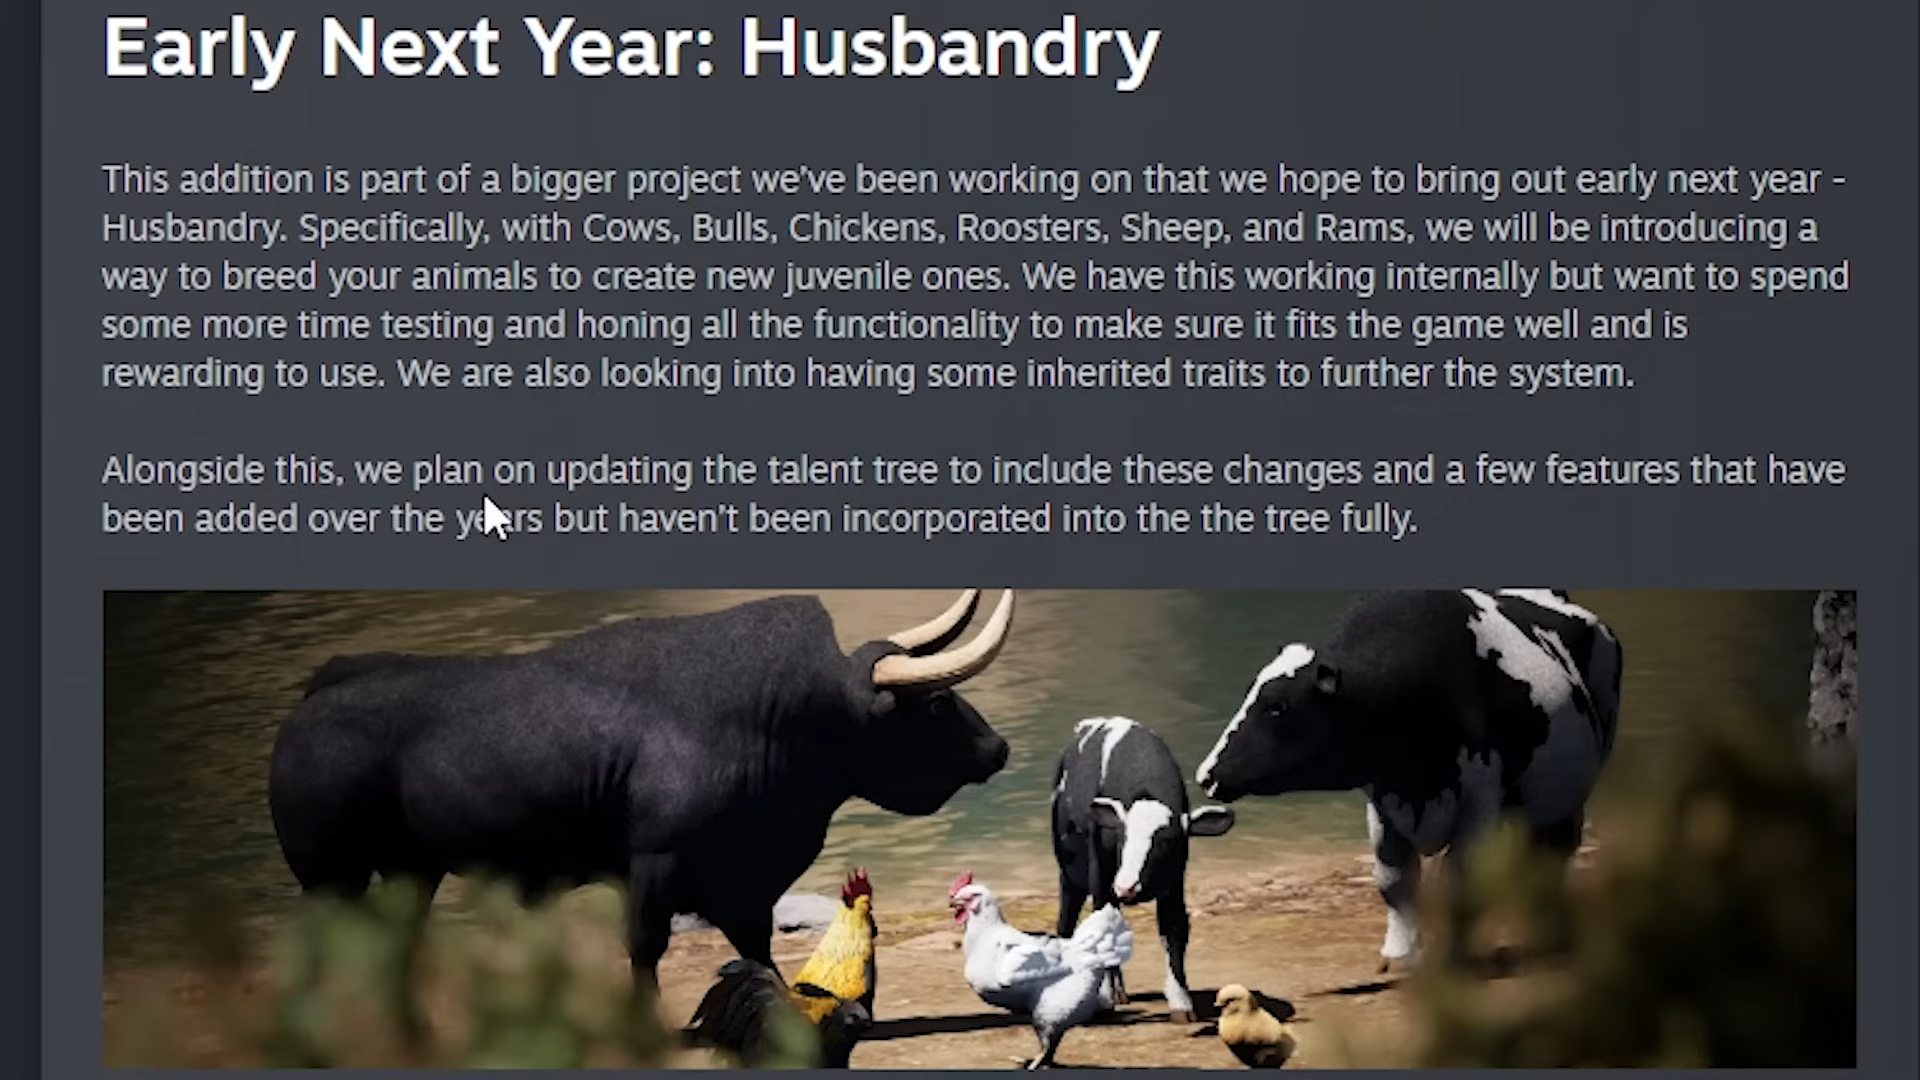 Early Next Year: Husbandry
This addition is part of a bigger project we've been working on that we hope to bring out early next year -
Husbandry. Specifically, with Cows, Bulls, Chickens, Roosters, Sheep, and Rams, we will be introducing a
way to breed your animals to create new juvenile ones. We have this working internally but want to spend
some more time testing and honing all the functionality to make sure it fits the game well and is
rewarding to use. We are also looking into having some inherited traits to further the system.
Alongside this, we plan on updating the talent tree to include these changes and a few features that have
been added over the years but haven't been incorporated into the the tree fully.